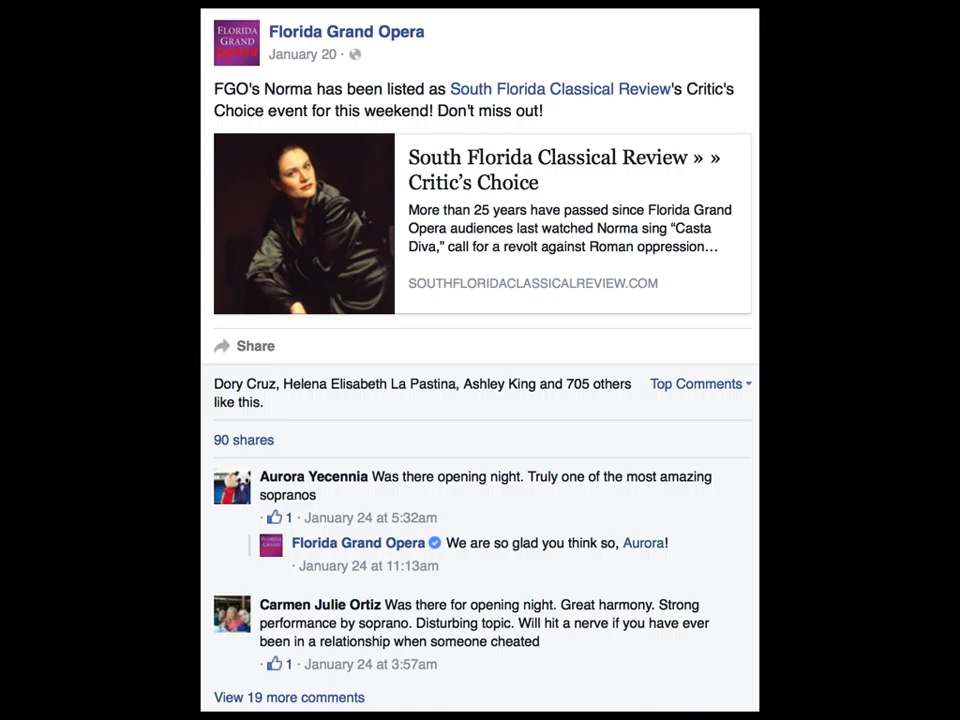 FLORIDA
GRAND
Florida Grand Opera
January 20 ·
FGO's Norma has been listed as South Florida Classical Review's Critic's
Choice event for this weekend! Don't miss out!
South Florida Classical Review » »
Critic’s Choice
More than 25 years have passed since Florida Grand
Opera audiences last watched Norma sing “Casta
Diva,” call for a revolt against Roman oppression…
SOUTHFLORIDACLASSICALREVIEW.COM
Share
Dory Cruz, Helena Elisabeth La Pastina, Ashley King and 705 others
like this.
Top Comments
90 shares
Aurora Yecennia Was there opening night. Truly one of the most amazing
sopranos
· 1 · January 24 at 5:32am
FLORIDA
GRAND
Florida Grand Opera We are so glad you think so, Aurora!
· January 24 at 11:13am
Carmen Julie Ortiz Was there for opening night. Great harmony. Strong
performance by soprano. Disturbing topic. Will hit a nerve if you have ever
been in a relationship when someone cheated
· 1 · January 24 at 3:57am
View 19 more comments